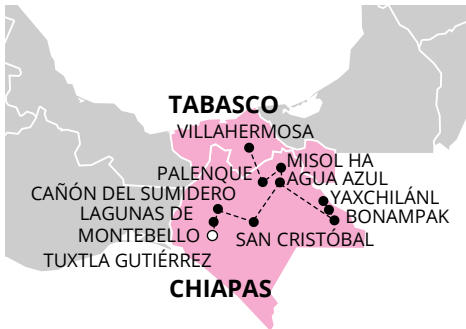 TABASCO
VILLAHERMOSA
MISOL HA
PALENQUE
AGUA AZUL
CAÑÓN DEL SUMIDERO
YAXCHILÁNL
LAGUNAS DE
BONAMPAK
MONTEBELLO
SAN CRISTÓBAL
TUXTLA GUTIÉRREZ
CHIAPAS